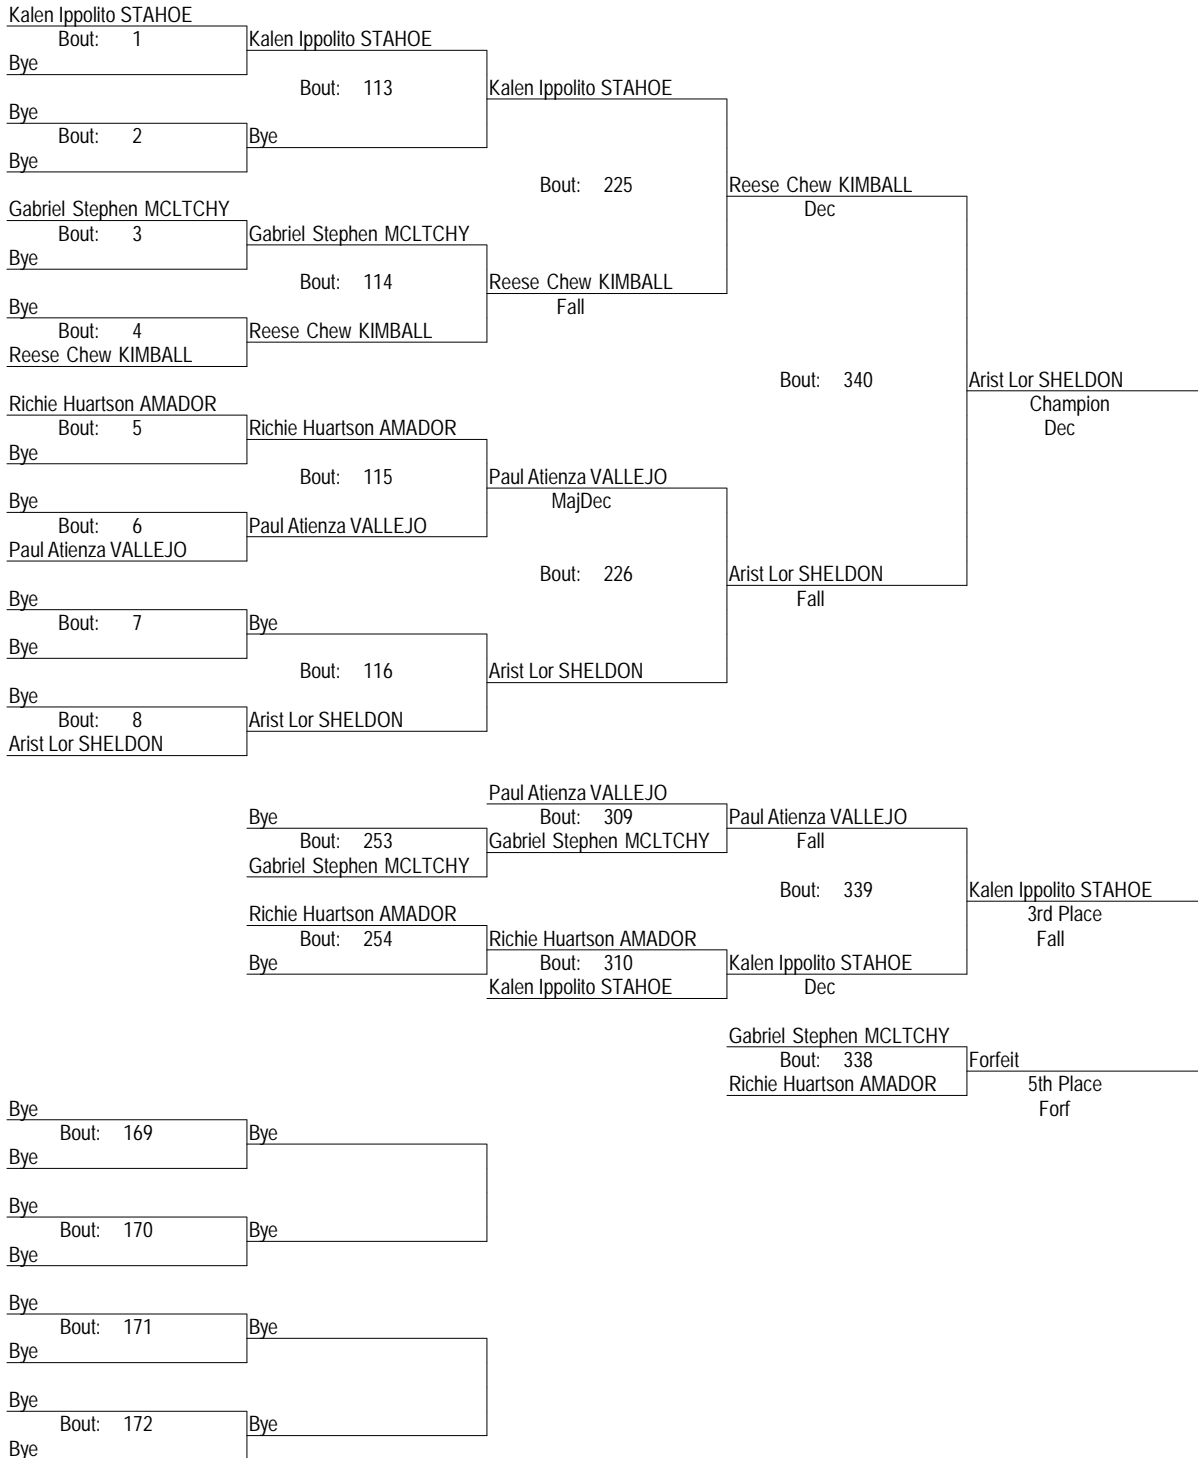 Kalen Ippolito STAHOE
Bout: 1
Kalen Ippolito STAHOE
Bye
Bout: 113
Kalen Ippolito STAHOE
Bye
Bout: 2
Bye
Bye
Bout: 225
Reese Chew KIMBALL
Dec
Gabriel Stephen MCLTCHY
Bout: 3
Gabriel Stephen MCLTCHY
Bye
Bout: 114
Reese Chew KIMBALL
Fall
Bye
Bout: 4
Reese Chew KIMBALL
Reese Chew KIMBALL
Bout: 340
Arist Lor SHELDON
Champion
Dec
Richie Huartson AMADOR
Bout: 5
Richie Huartson AMADOR
Bye
Bout: 115
Paul Atienza VALLEJO
MajDec
Bye
Bout: 6
Paul Atienza VALLEJO
Paul Atienza VALLEJO
Bout: 226
Arist Lor SHELDON
Fall
Bye
Bout: 7
Bye
Bye
Bout: 116
Arist Lor SHELDON
Bye
Bout: 8
Arist Lor SHELDON
Arist Lor SHELDON
Paul Atienza VALLEJO
Bye
Bout: 309
Paul Atienza VALLEJO
Bout: 253
Gabriel Stephen MCLTCHY
Fall
Gabriel Stephen MCLTCHY
Bout: 339
Kalen Ippolito STAHOE
3rd Place
Fall
Richie Huartson AMADOR
Bout: 254
Richie Huartson AMADOR
Bye
Bout: 310
Kalen Ippolito STAHOE
Kalen Ippolito STAHOE
Dec
Gabriel Stephen MCLTCHY
Bout: 338
Forfeit
Richie Huartson AMADOR
5th Place
Forf
Bye
Bout: 169
Bye
Bye
Bye
Bout: 170
Bye
Bye
Bye
Bout: 171
Bye
Bye
Bye
Bout: 172
Bye
Bye